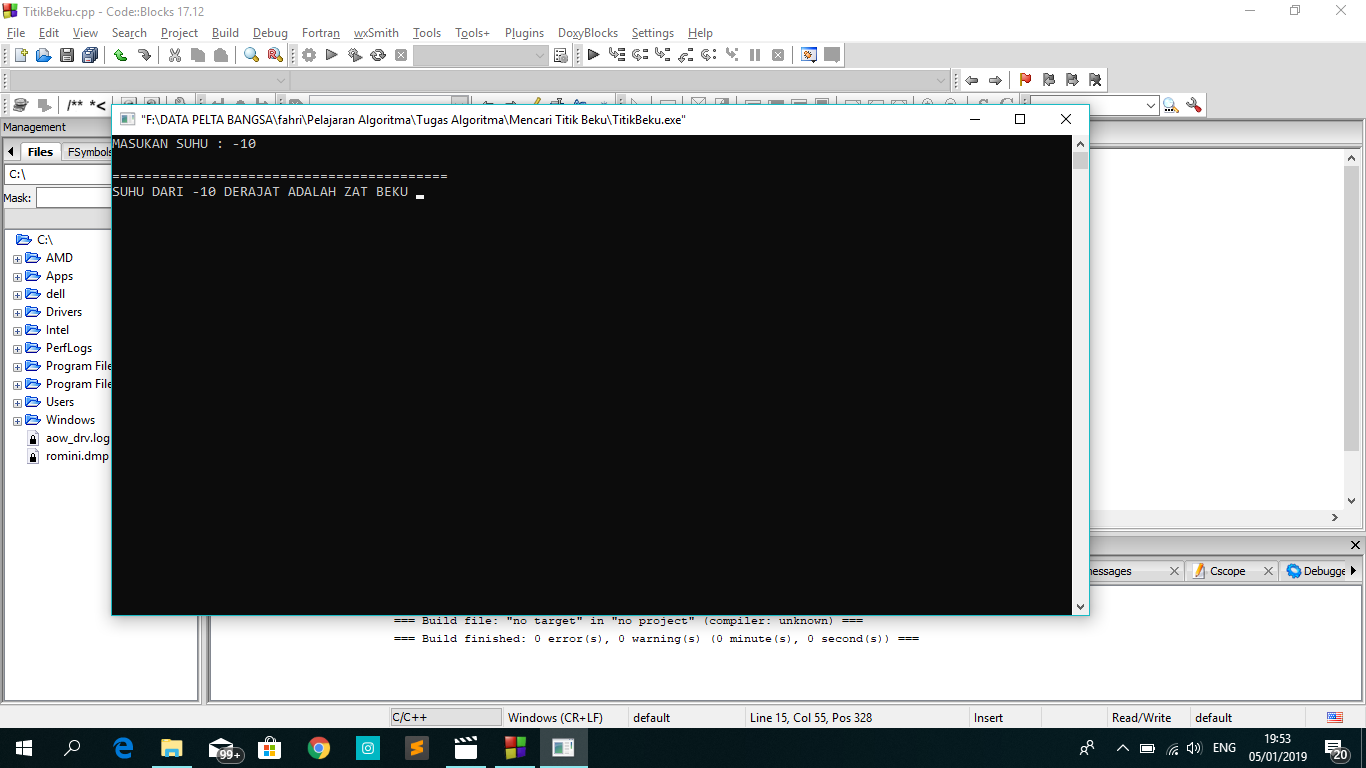 TitikBeku.cpp - Code::Blocks 17.12
File Edit View Search Project Build Debug Fortran wxSmith Tools Tools+ Plugins DoxyBlocks Settings Help
/** *<
Management
"F:\DATA PELTA BANGSA\fahri\Pelajaran Algoritma\Tugas Algoritma\Mencari Titik Beku\TitikBeku.exe"
Files FSymbols
MASUKAN SUHU : -10
==========================================
SUHU DARI -10 DERAJAT ADALAH ZAT BEKU
C:\
Mask:
C:\
AMD
Apps
dell
Drivers
Intel
PerfLogs
Program File
Program File
Users
Windows
aow_drv.log
romini.dmp
essages Cscope Debugge
=== Build file: "no target" in "no project" (compiler: unknown) ===
=== Build finished: 0 error(s), 0 warning(s) (0 minute(s), 0 second(s)) ===
C/C++ Windows (CR+LF) default Line 15, Col 55, Pos 328 Insert Read/Write default
99+ ENG 19:53
05/01/2019 20